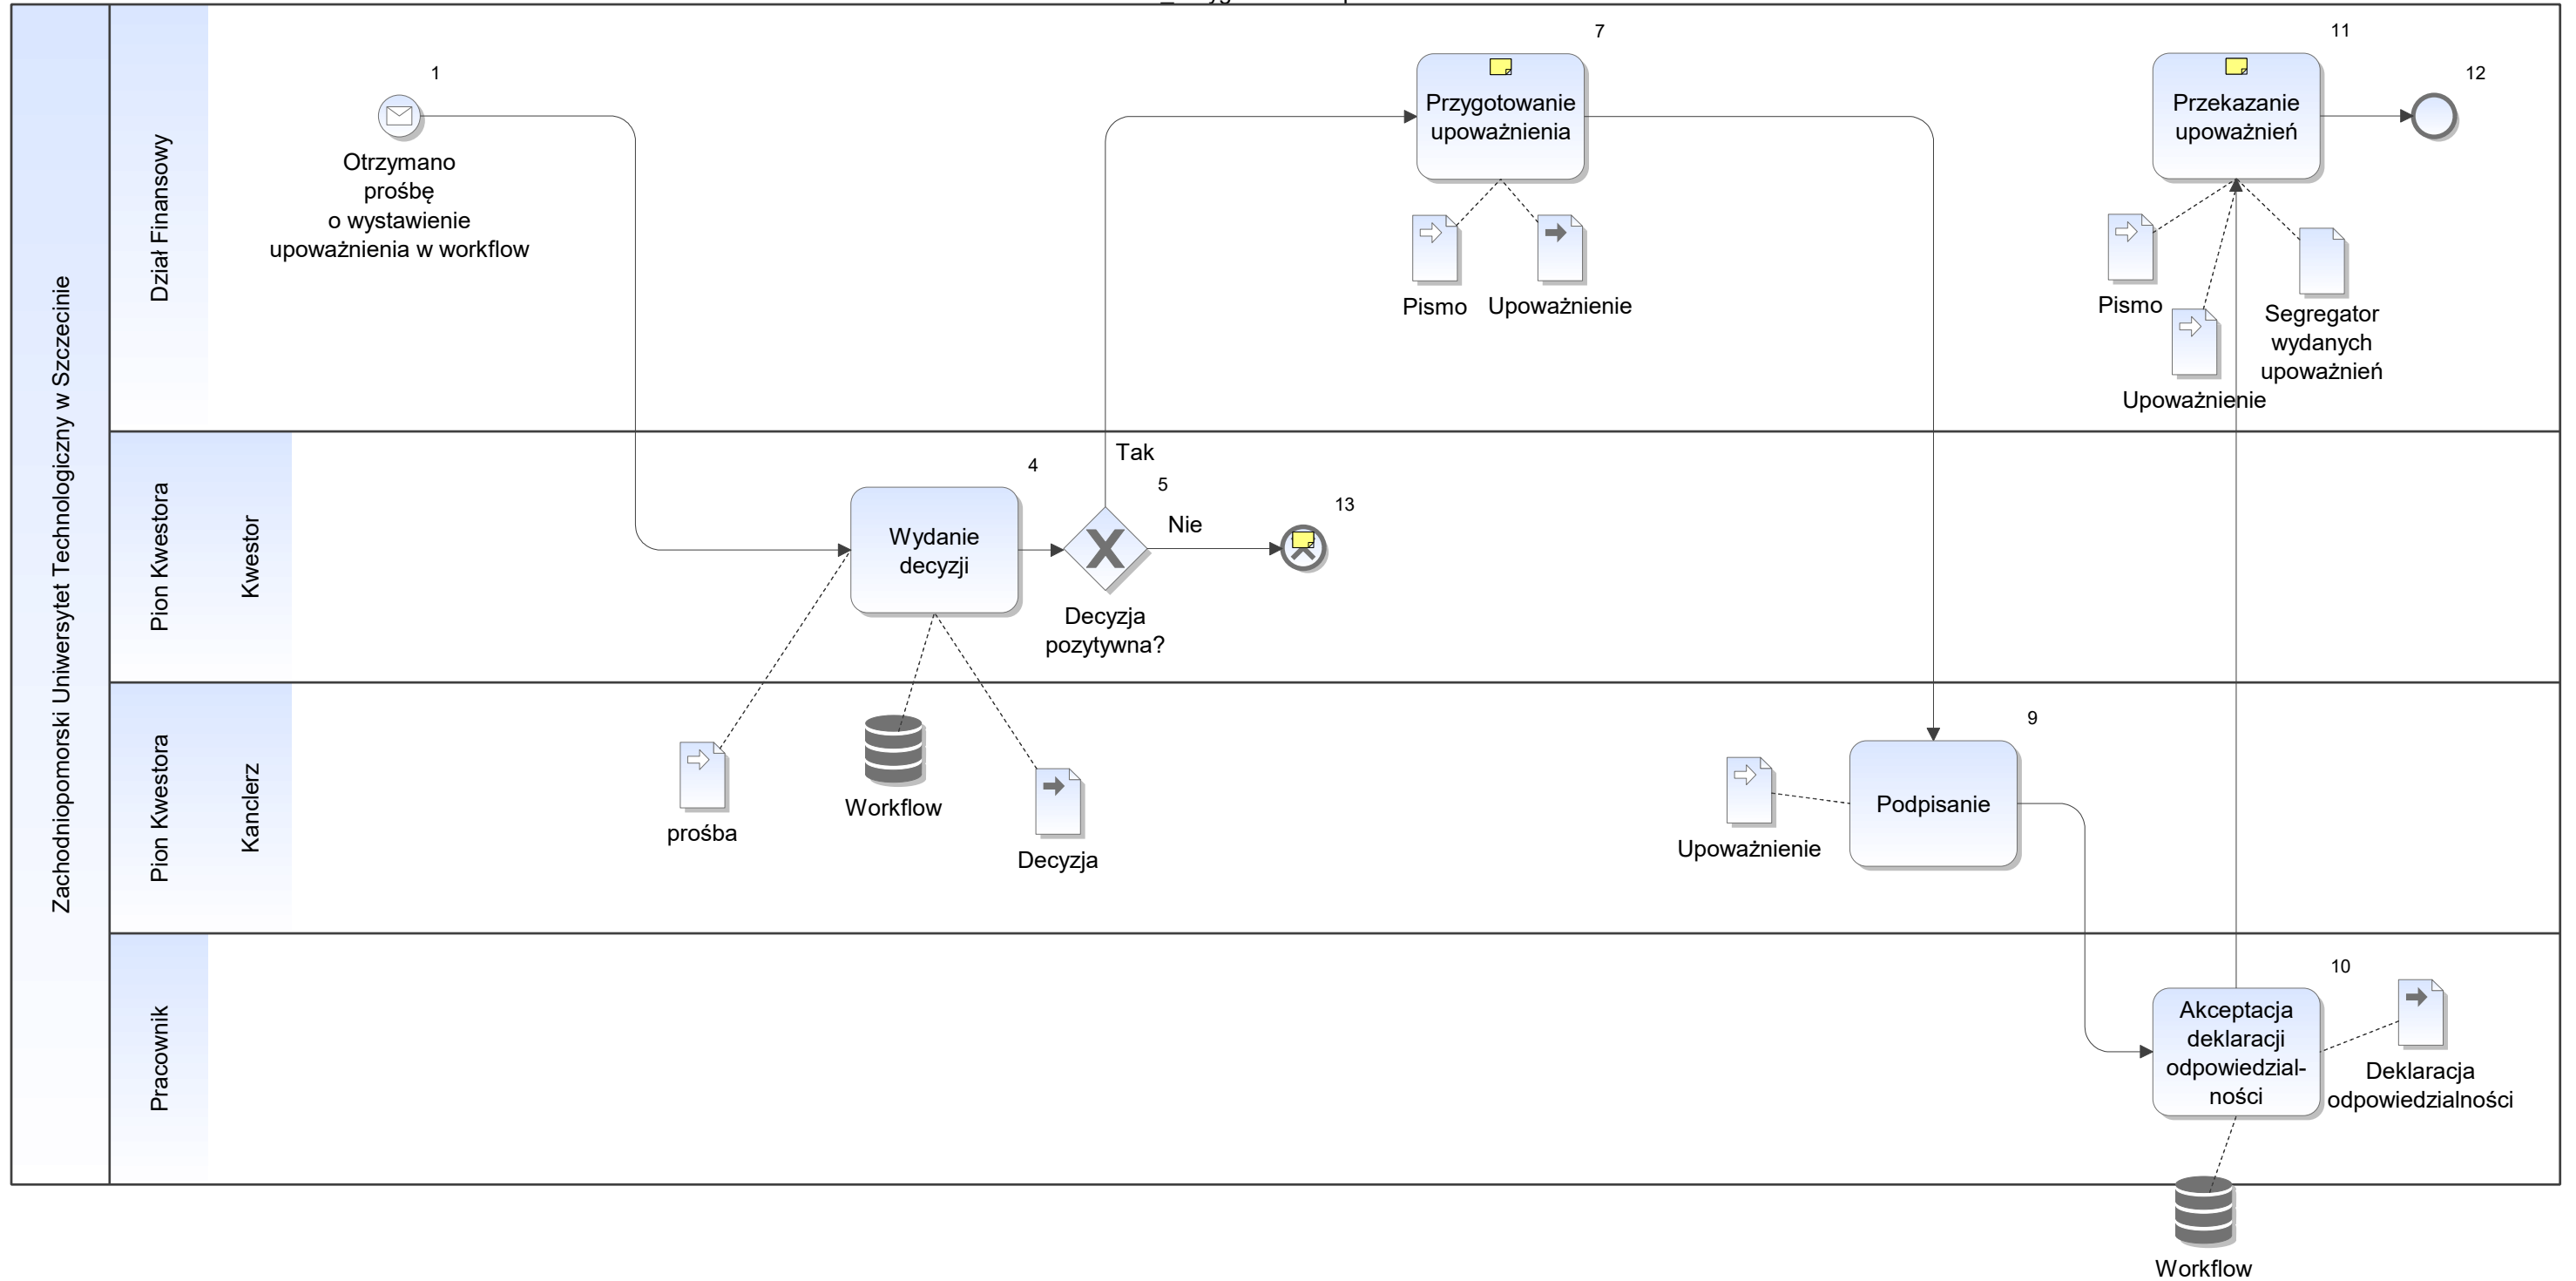 Zachodniopomorski Uniwersytet Technologiczny w Szczecinie
Dział Finansowy
1
Otrzymano
prośbę
o wystawienie
upoważnienia w workflow
7
Przygotowanie
upoważnienia
Pismo
Upoważnienie
11
Przekazanie
upoważnień
12
Pismo
Upoważnienie
Segregator
wydanych
upoważnień
Pion Kwestora
Kwestor
4
Wydanie
decyzji
Tak
5
Nie
13
Decyzja
pozytywna?
Pion Kwestora
Kanclerz
prośba
Workflow
Decyzja
9
Upoważnienie
Podpisanie
Pracownik
10
Akceptacja
deklaracji
odpowiedzial-
ności
Deklaracja
odpowiedzialności
Workflow